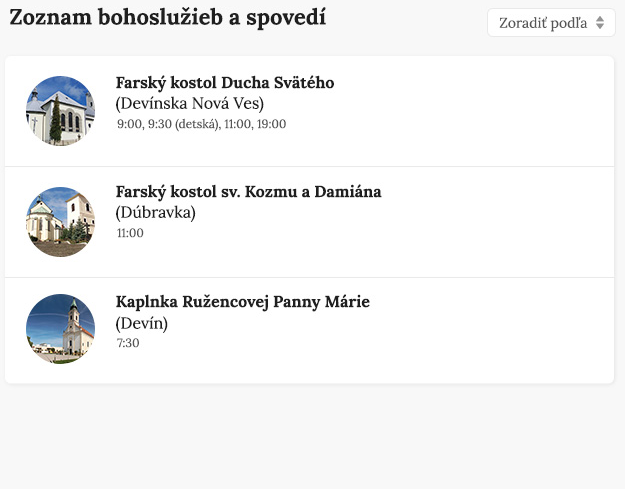 Zoznam bohoslužieb a spovedí
Zoradiť podľa
Farský kostol Ducha Svätého
(Devínska Nová Ves)
9:00, 9:30 (detská), 11:00, 19:00
Farský kostol sv. Kozmu a Damiána
(Dúbravka)
11:00
Kaplnka Ružencovej Panny Márie
(Devín)
7:30